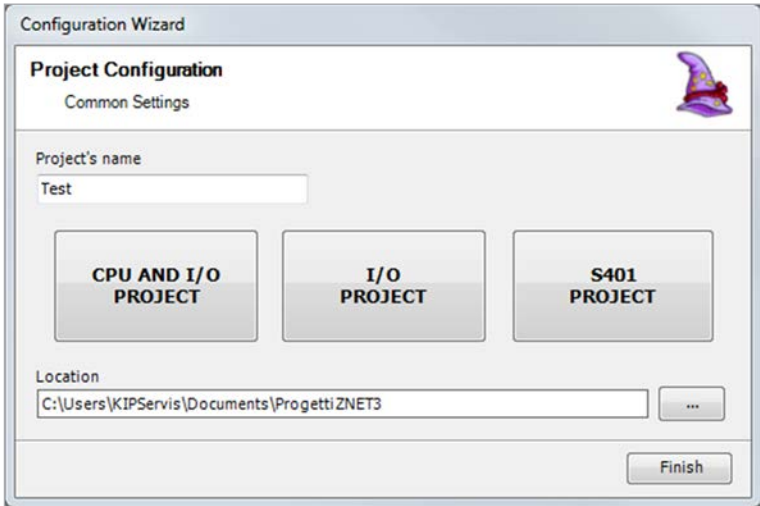 Configuration Wizard
Project Configuration
Common Settings
Project's name
Test
CPU AND I/O
PROJECT
I/O
PROJECT
S401
PROJECT
Location
C:\Users\KIPServis\Documents\ProgettiZNET3
...
Finish